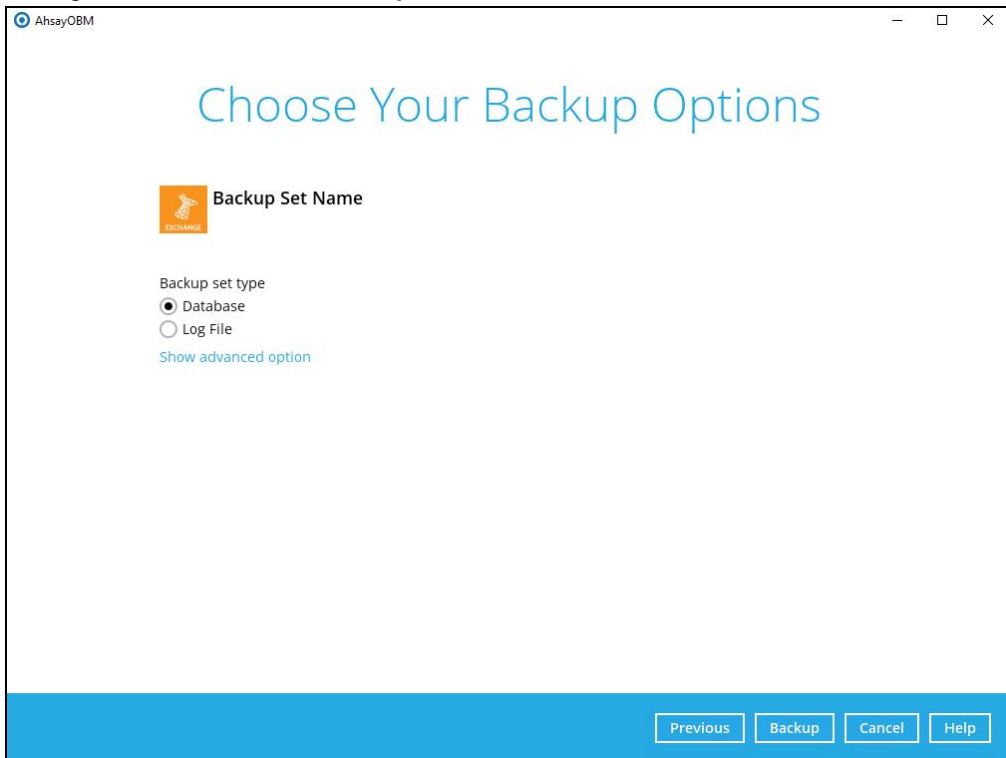 AhsayOBM
Choose Your Backup Options
Backup Set Name
EXCHANGE
Backup set type
Database
Log File
Show advanced option
Previous Backup Cancel Help